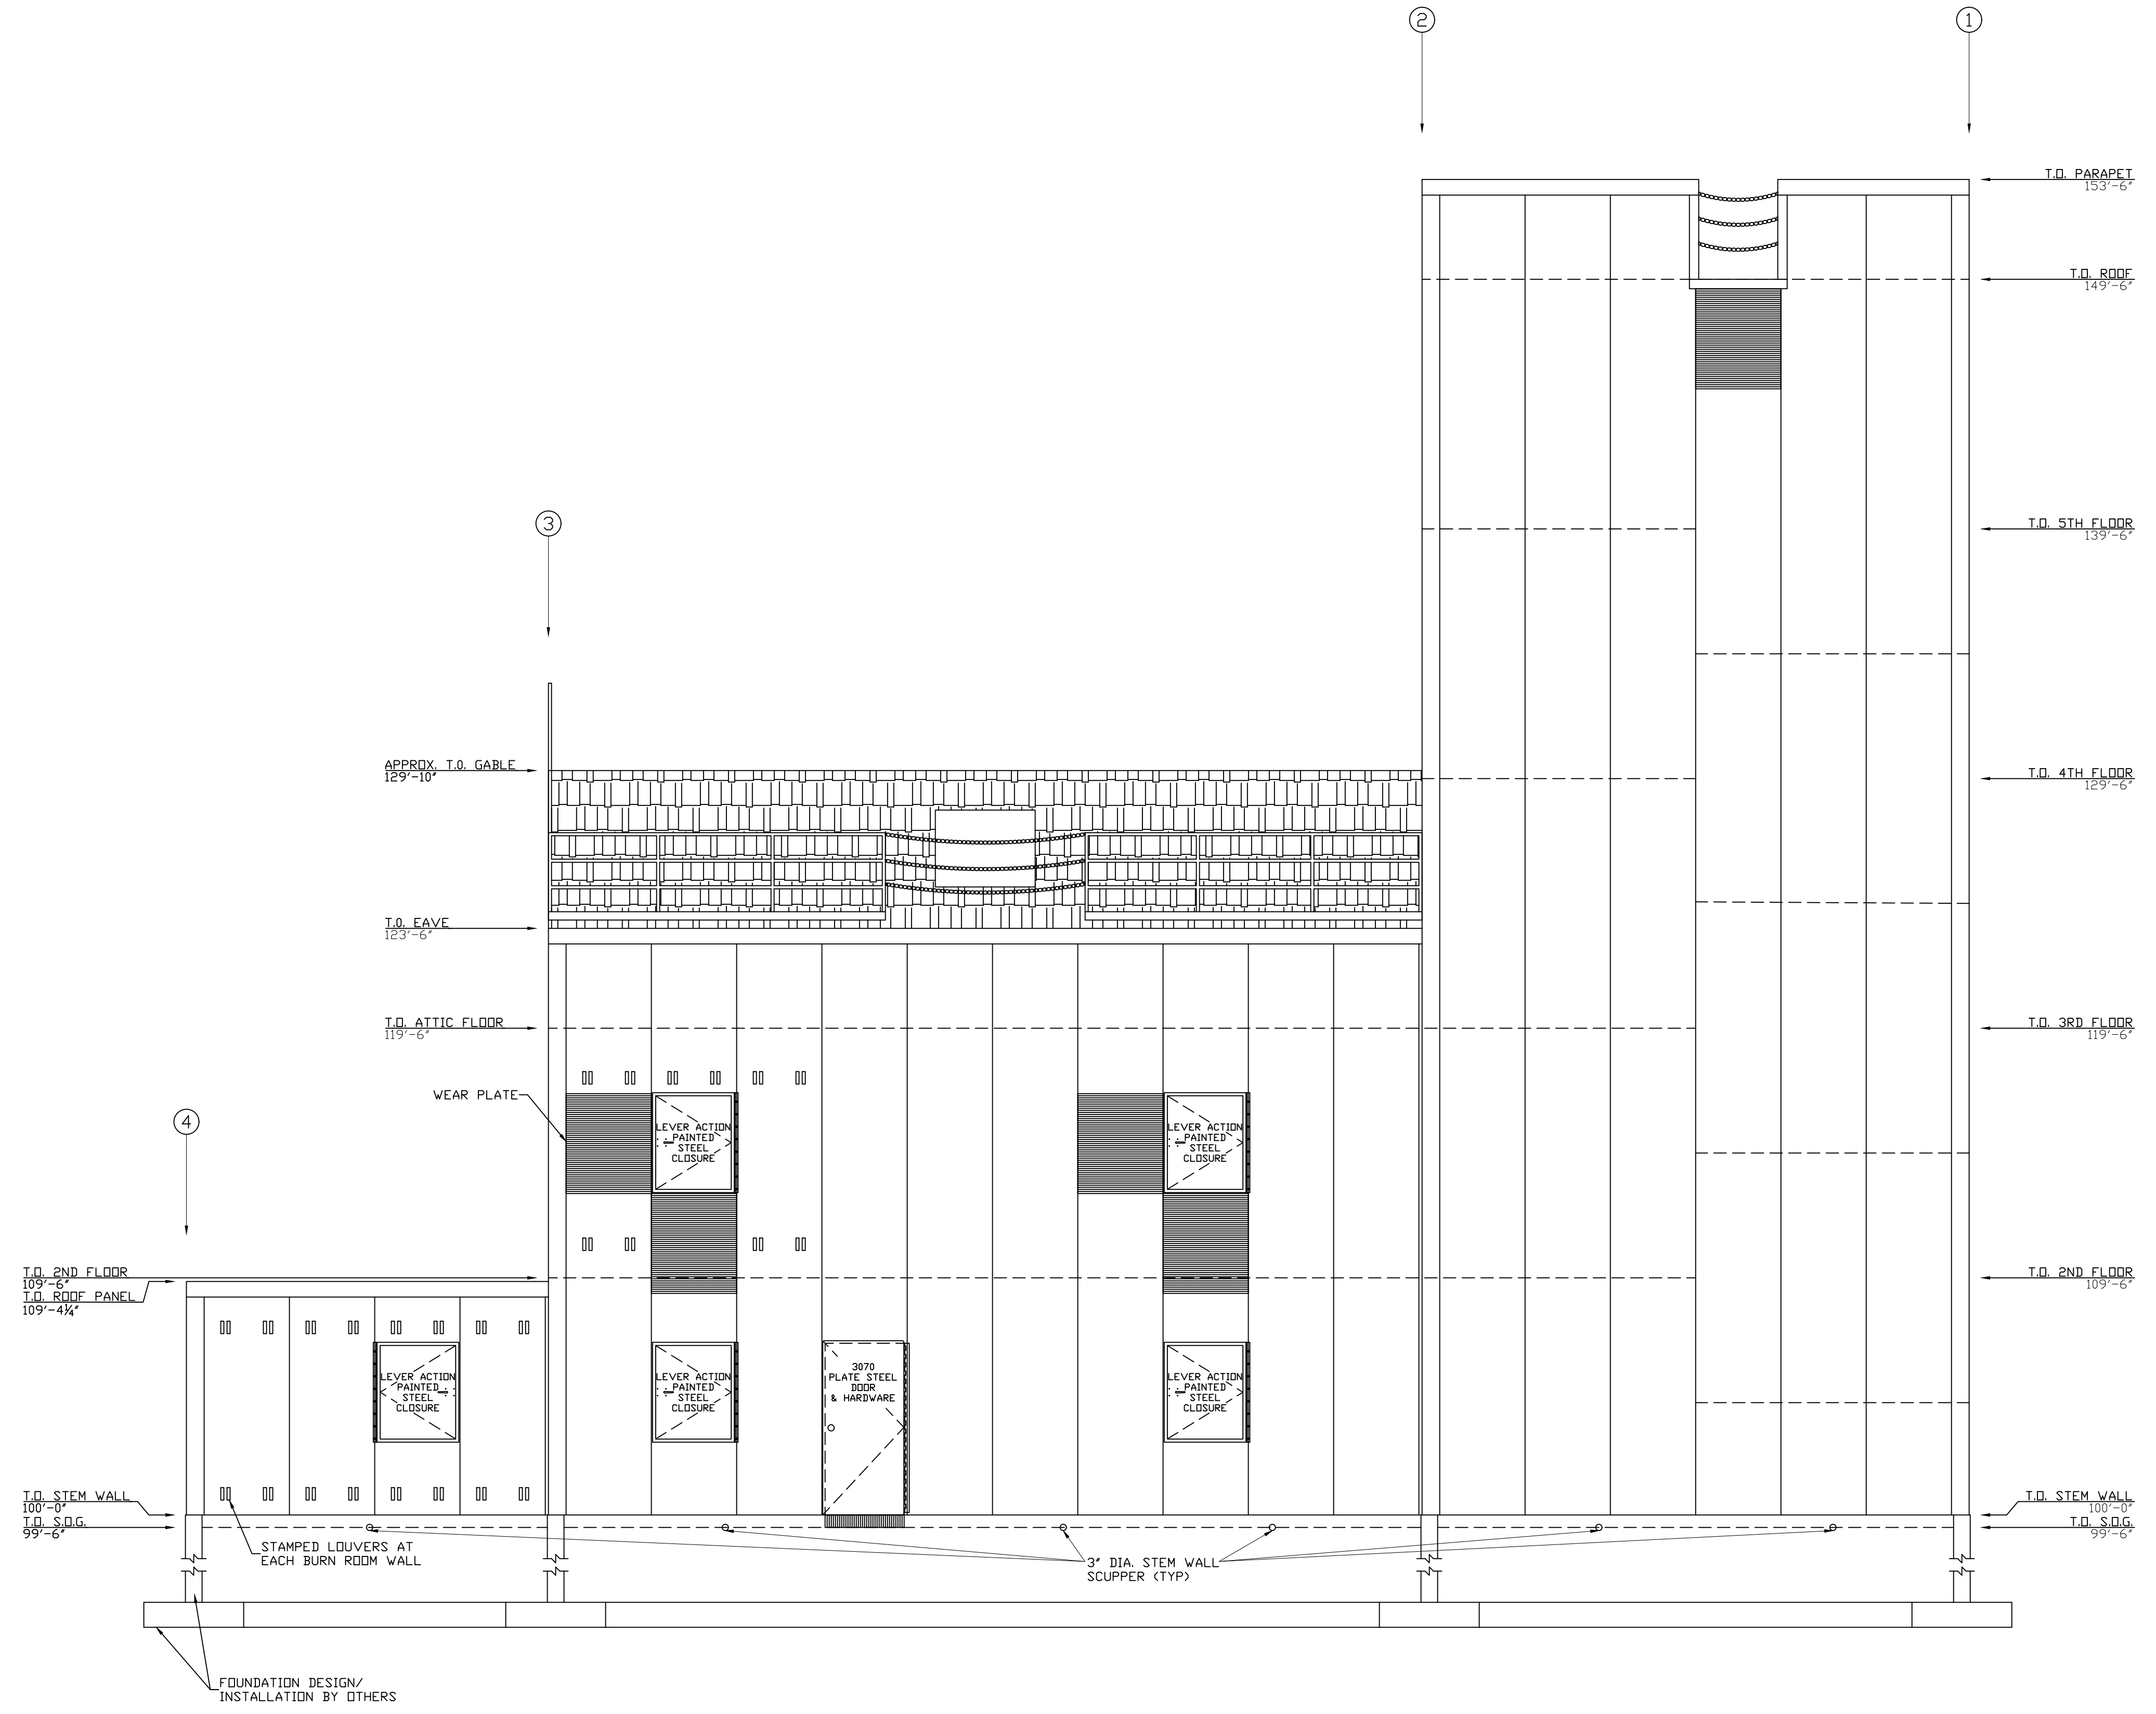 2
1
T.O. PARAPET
153'-6"
T.O. ROOF
149'-6"
3
T.O. 5TH FLOOR
139'-6"
APPROX. T.O. GABLE
129'-10"
T.O. 4TH FLOOR
129'-6"
T.O. EAVE
123'-6"
T.O. ATTIC FLOOR
119'-6"
T.O. 3RD FLOOR
119'-6"
WEAR PLATE
4
LEVER ACTION
PAINTED
STEEL
CLOSURE
LEVER ACTION
PAINTED
STEEL
CLOSURE
T.O. 2ND FLOOR
109'-6"
T.O. ROOF PANEL
109'-4¼"
T.O. 2ND FLOOR
109'-6"
LEVER ACTION
PAINTED
STEEL
CLOSURE
LEVER ACTION
PAINTED
STEEL
CLOSURE
3070
PLATE STEEL
DOOR
& HARDWARE
LEVER ACTION
PAINTED
STEEL
CLOSURE
T.O. STEM WALL
100'-0"
T.O. S.O.G.
99'-6"
T.O. STEM WALL
100'-0"
T.O. S.O.G.
99'-6"
STAMPED LOUVERS AT
EACH BURN ROOM WALL
3" DIA. STEM WALL
SCUPPER (TYP)
FOUNDATION DESIGN/
INSTALLATION BY OTHERS